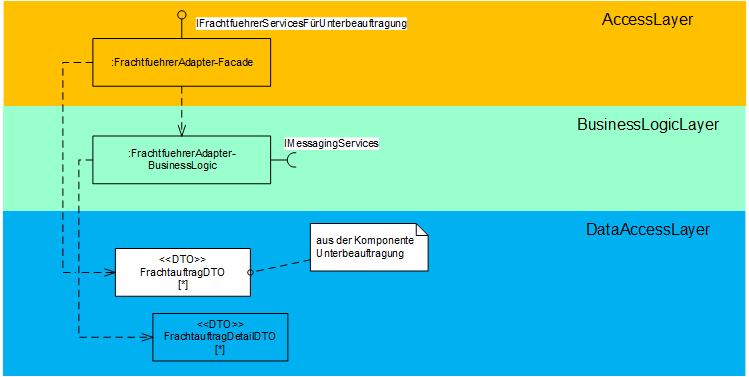 AccessLayer
IFrachtfuehrerServicesFürUnterbeauftragung
:FrachtfuehrerAdapter-Facade
BusinessLogicLayer
IMessagingServices
:FrachtfuehrerAdapter-
BusinessLogic
DataAccessLayer
aus der Komponente
Unterbeauftragung
<<DTO>>
FrachtauftragDTO
[*]
<<DTO>>
FrachtauftragDetailDTO
[*]